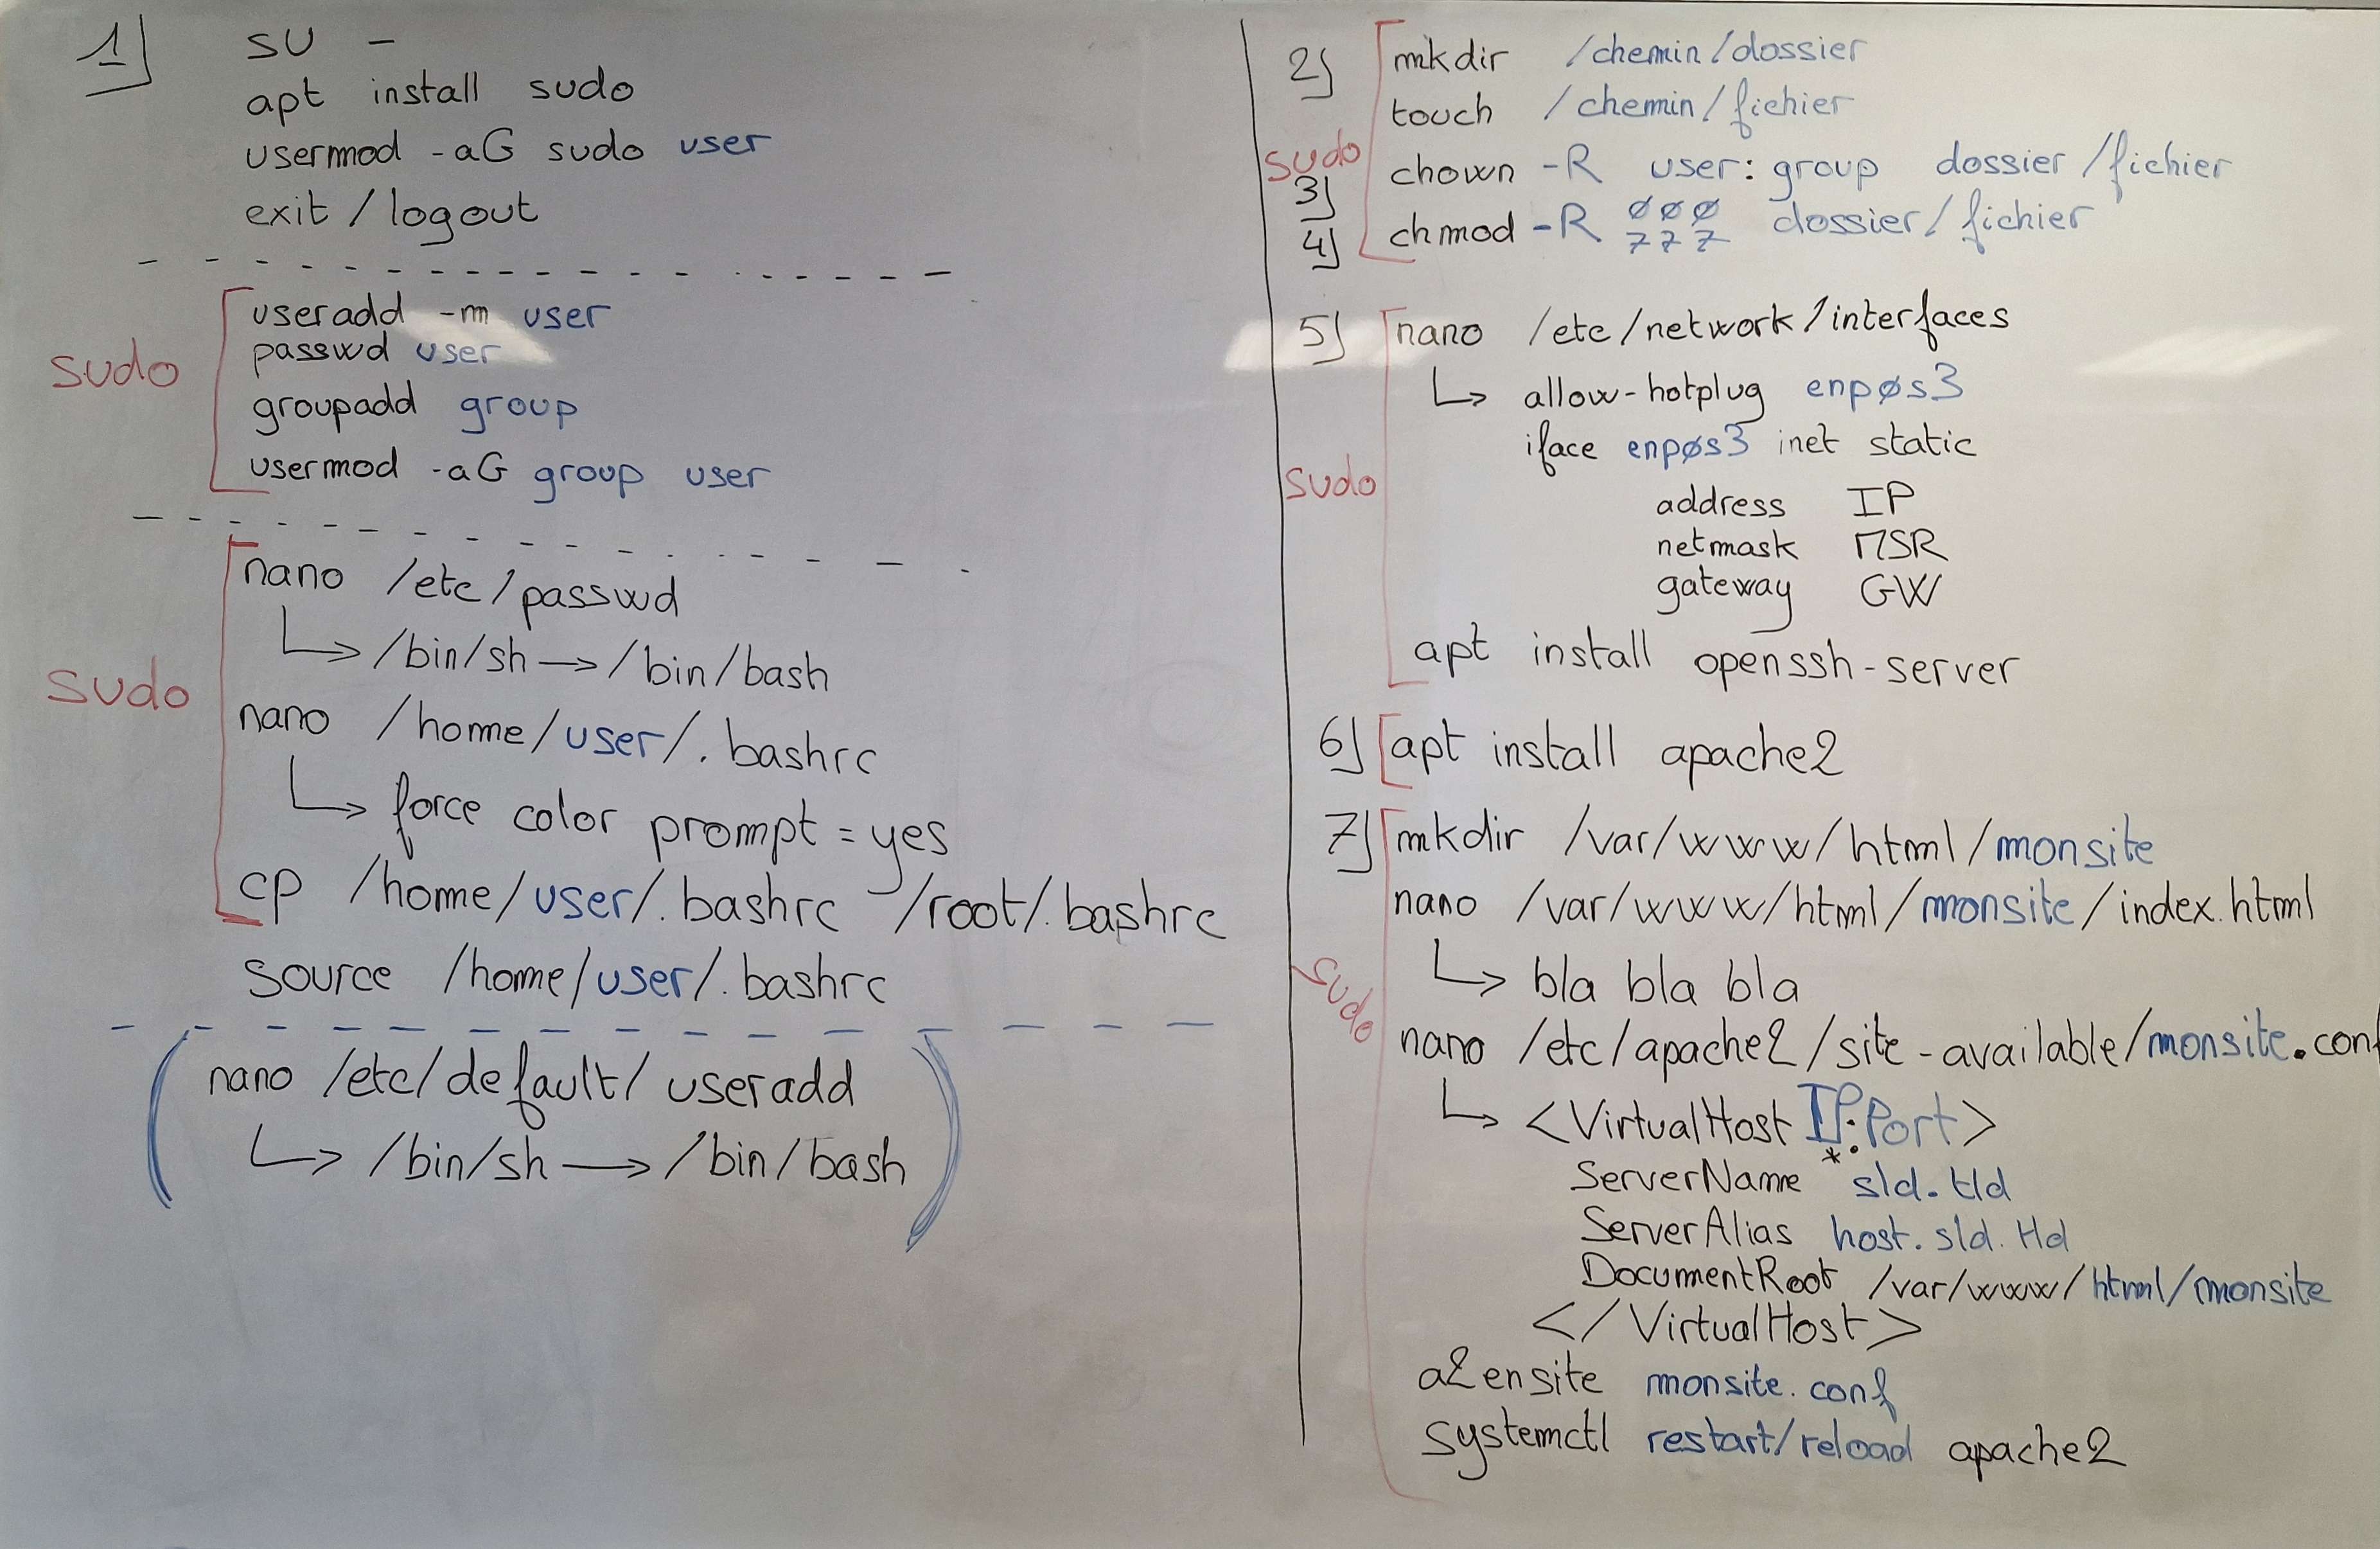 1]
su -
apt install sudo
usermod -aG sudo user
exit / logout
sudo
useradd -m user
passwd user
groupadd group
usermod -aG group user
sudo
nano /etc/passwd
↳ /bin/sh → /bin/bash
nano /home/user/.bashrc
↳ force color prompt = yes
cp /home/user/.bashrc /root/.bashrc
source /home/user/.bashrc
( nano /etc/default/useradd
↳ /bin/sh → /bin/bash )
2]
mkdir /chemin/dossier
touch /chemin/fichier
sudo
3]
chown -R user:group dossier/fichier
4]
chmod -R ØØØ dossier/fichier
777
5]
nano /etc/network/interfaces
↳ allow-hotplug enpøs3
iface enpøs3 inet static
sudo
address IP
netmask MSR
gateway GW
apt install openssh-server
6] apt install apache2
7] mkdir /var/www/html/monsite
nano /var/www/html/monsite/index.html
↳ bla bla bla
sudo
nano /etc/apache2/site-available/monsite.conf
↳ <VirtualHost IP:Port>
*:
ServerName sld.tld
ServerAlias host.sld.tld
DocumentRoot /var/www/html/monsite
</VirtualHost>
a2ensite monsite.conf
systemctl restart/reload apache2